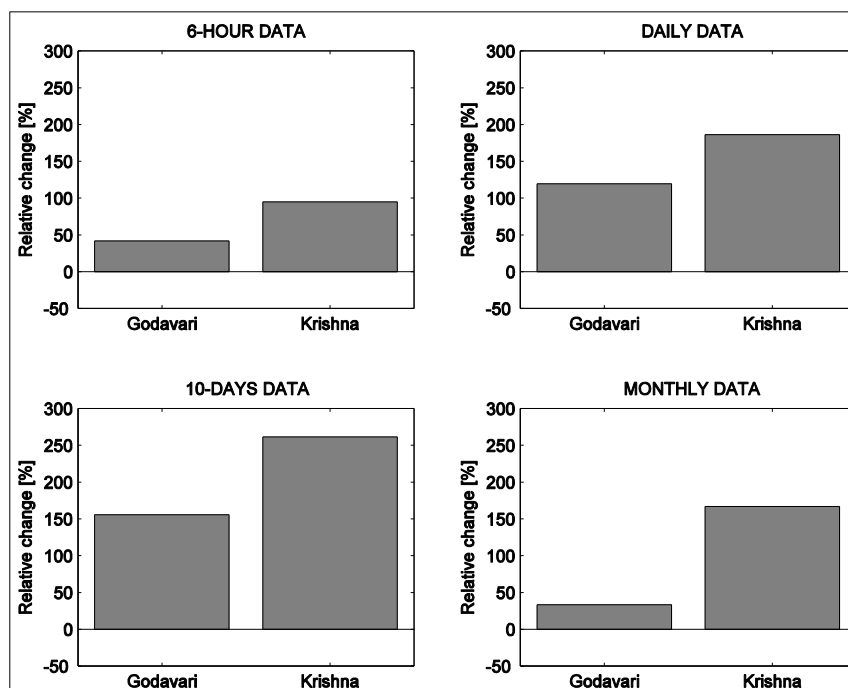 6-HOUR DATA
300
250
200
150
100
50
0
-50
Relative change [%]
Godavari Krishna
DAILY DATA
300
250
200
150
100
50
0
-50
Relative change [%]
Godavari Krishna
10-DAYS DATA
300
250
200
150
100
50
0
-50
Relative change [%]
Godavari Krishna
MONTHLY DATA
300
250
200
150
100
50
0
-50
Relative change [%]
Godavari Krishna